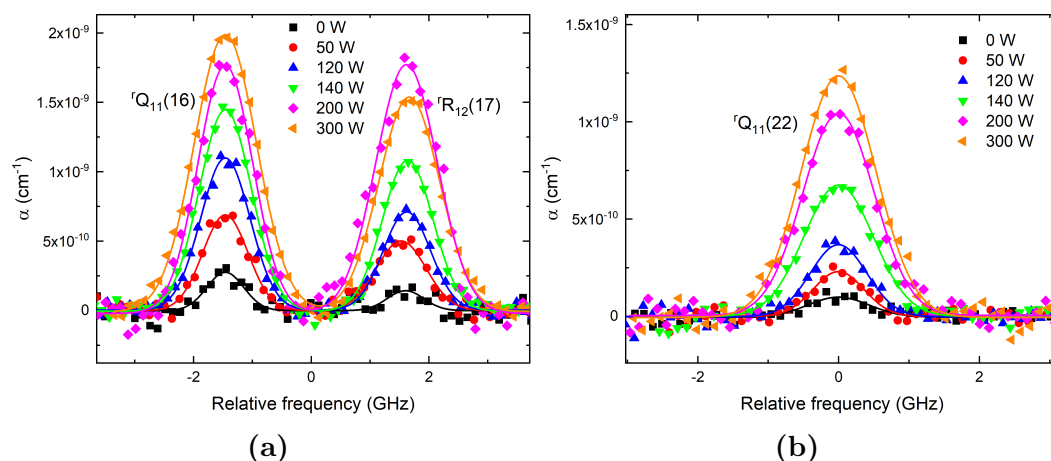 2x10⁻⁹
1.5x10⁻⁹
1x10⁻⁹
5x10⁻¹⁰
0
α (cm⁻¹)
ʳQ₁₁(16)
ʳR₁₂(17)
0 W
50 W
120 W
140 W
200 W
300 W
-2
0
2
Relative frequency (GHz)
(a)
1.5x10⁻⁹
1x10⁻⁹
5x10⁻¹⁰
0
α (cm⁻¹)
ʳQ₁₁(22)
0 W
50 W
120 W
140 W
200 W
300 W
-2
0
2
Relative frequency (GHz)
(b)